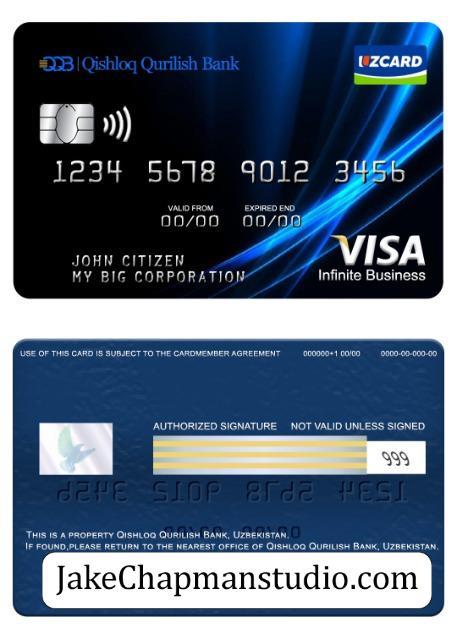 QQB | Qishloq Qurilish Bank
UZCARD
1234 5678 9012 3456
VALID FROM EXPIRED END
00/00 00/00
JOHN CITIZEN
MY BIG CORPORATION
VISA
Infinite Business
USE OF THIS CARD IS SUBJECT TO THE CARDMEMBER AGREEMENT 000000+1 00/00 0000-00-000-00
AUTHORIZED SIGNATURE NOT VALID UNLESS SIGNED
999
THIS IS A PROPERTY QISHLOQ QURILISH BANK, UZBEKISTAN.
IF FOUND,PLEASE RETURN TO THE NEAREST OFFICE OF QISHLOQ QURILISH BANK, UZBEKISTAN.
JakeChapmanstudio.com